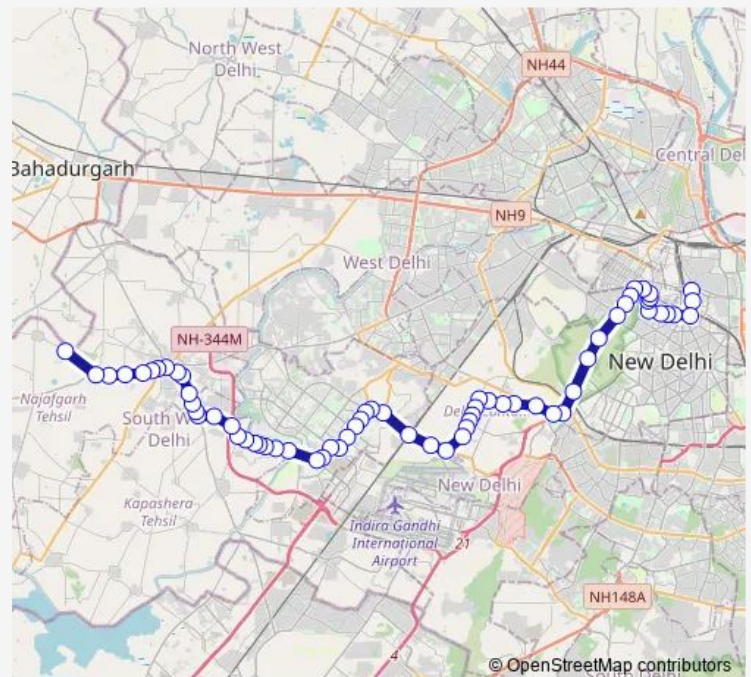 North West
Delhi
NH44
Bahadurgarh
Central Del
NH9
West Delhi
NH-344M
New Delhi
Najafgarh
Tehsil
South W
Delhi
Kapashera
Tehsil
New Delhi
Indira Gandhi
International
Airport
21
NH148A
4
© OpenStreetMap contributors